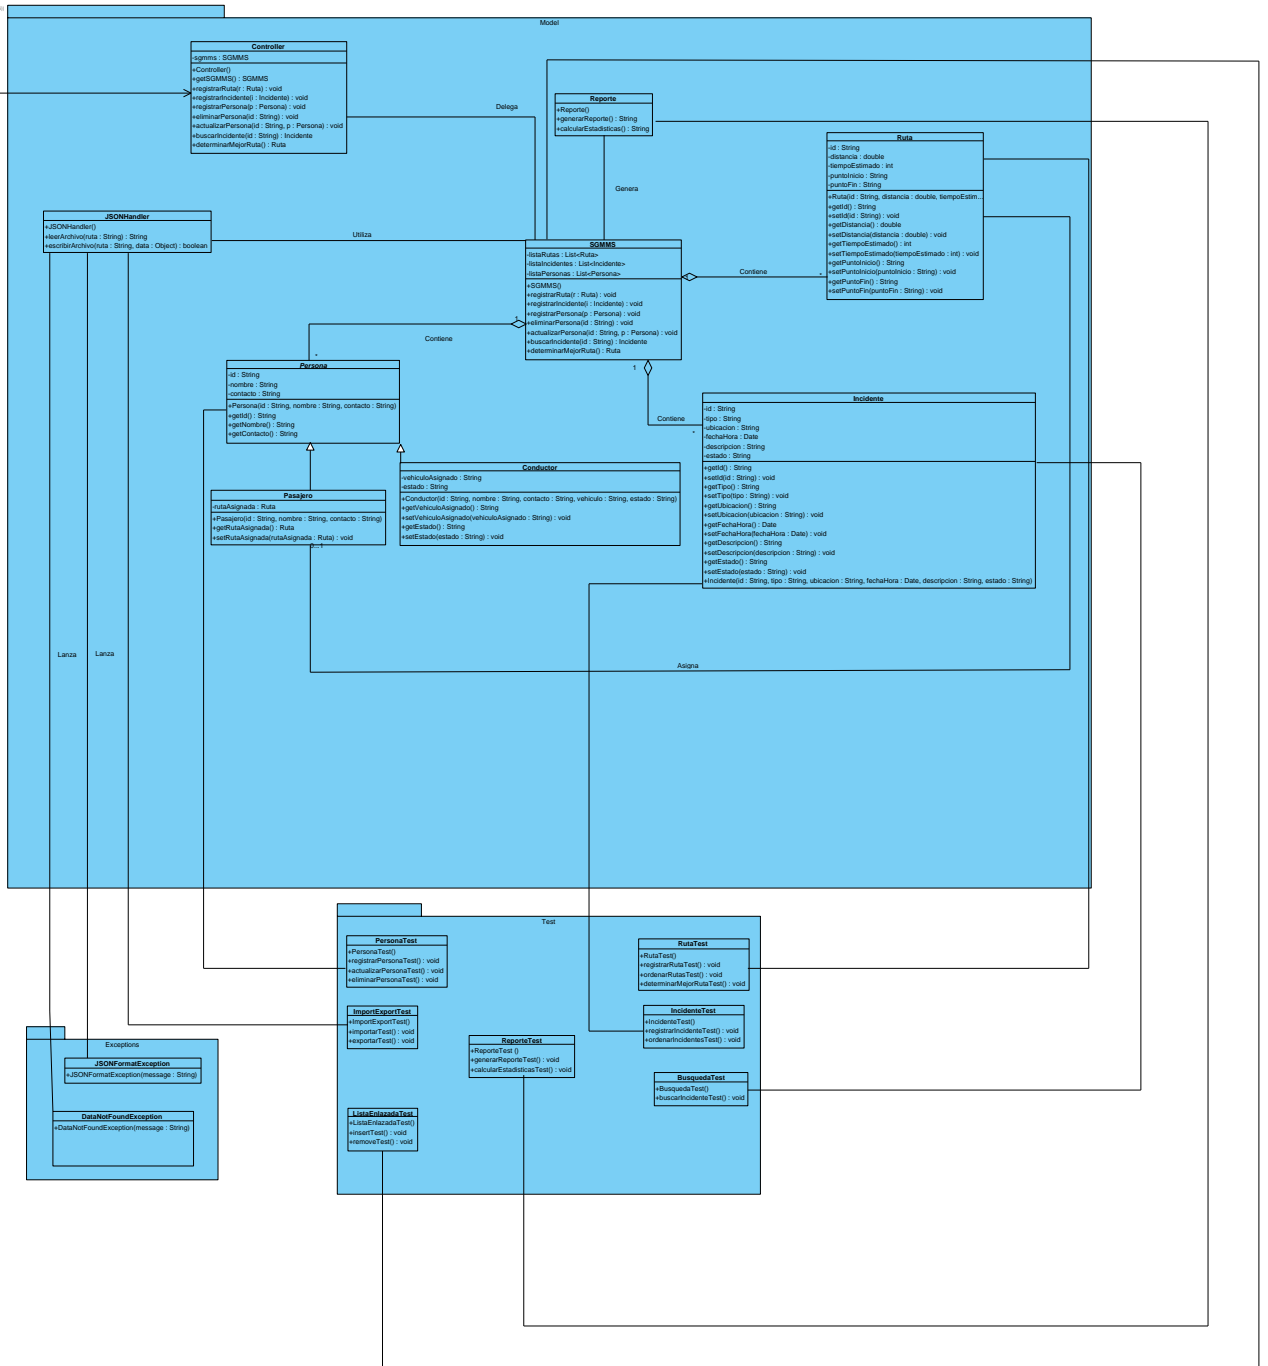 Model
Controller
-sgmms : SGMMS
+Controller()
+getSGMMS() : SGMMS
+registrarRuta(r : Ruta) : void
+registrarIncidente(i : Incidente) : void
+registrarPersona(p : Persona) : void
+eliminarPersona(id : String) : void
+actualizarPersona(id : String, p : Persona) : void
+buscarIncidente(id : String) : Incidente
+determinarMejorRuta() : Ruta
Delega
Reporte
+Reporte()
+generarReporte() : String
+calcularEstadisticas() : String
Genera
Ruta
-id : String
-distancia : double
-tiempoEstimado : int
-puntoInicio : String
-puntoFin : String
+Ruta(id : String, distancia : double, tiempoEstim...
+getId() : String
+setId(id : String) : void
+getDistancia() : double
+setDistancia(distancia : double) : void
+getTiempoEstimado() : int
+setTiempoEstimado(tiempoEstimado : int) : void
+getPuntoInicio() : String
+setPuntoInicio(puntoInicio : String) : void
+getPuntoFin() : String
+setPuntoFin(puntoFin : String) : void
JSONHandler
+JSONHandler()
+leerArchivo(ruta : String) : String
+escribirArchivo(ruta : String, data : Object) : boolean
Utiliza
SGMMS
-listaRutas : List<Ruta>
-listaIncidentes : List<Incidente>
-listaPersonas : List<Persona>
+SGMMS()
+registrarRuta(r : Ruta) : void
+registrarIncidente(i : Incidente) : void
+registrarPersona(p : Persona) : void
+eliminarPersona(id : String) : void
+actualizarPersona(id : String, p : Persona) : void
+buscarIncidente(id : String) : Incidente
+determinarMejorRuta() : Ruta
Contiene
*
1
Contiene
*
1
Contiene
*
Persona
-id : String
-nombre : String
-contacto : String
+Persona(id : String, nombre : String, contacto : String)
+getId() : String
+getNombre() : String
+getContacto() : String
Incidente
-id : String
-tipo : String
-ubicacion : String
-fechaHora : Date
-descripcion : String
-estado : String
+getId() : String
+setId(id : String) : void
+getTipo() : String
+setTipo(tipo : String) : void
+getUbicacion() : String
+setUbicacion(ubicacion : String) : void
+getFechaHora() : Date
+setFechaHora(fechaHora : Date) : void
+getDescripcion() : String
+setDescripcion(descripcion : String) : void
+getEstado() : String
+setEstado(estado : String) : void
+Incidente(id : String, tipo : String, ubicacion : String, fechaHora : Date, descripcion : String, estado : String)
Conductor
-vehiculoAsignado : String
-estado : String
+Conductor(id : String, nombre : String, contacto : String, vehiculo : String, estado : String)
+getVehiculoAsignado() : String
+setVehiculoAsignado(vehiculoAsignado : String) : void
+getEstado() : String
+setEstado(estado : String) : void
Pasajero
-rutaAsignada : Ruta
+Pasajero(id : String, nombre : String, contacto : String)
+getRutaAsignada() : Ruta
+setRutaAsignada(rutaAsignada : Ruta) : void
0...1
Lanza
Lanza
Asigna
Test
PersonaTest
+PersonaTest()
+registrarPersonaTest() : void
+actualizarPersonaTest() : void
+eliminarPersonaTest() : void
RutaTest
+RutaTest()
+registrarRutaTest() : void
+ordenarRutasTest() : void
+determinarMejorRutaTest() : void
ImportExportTest
+ImportExportTest()
+importarTest() : void
+exportarTest() : void
IncidenteTest
+IncidenteTest()
+registrarIncidenteTest() : void
+ordenarIncidentesTest() : void
ReporteTest
+ReporteTest ()
+generarReporteTest() : void
+calcularEstadisticasTest() : void
BusquedaTest
+BusquedaTest()
+buscarIncidenteTest() : void
ListaEnlazadaTest
+ListaEnlazadaTest()
+insertTest() : void
+removeTest() : void
Exceptions
JSONFormatException
+JSONFormatException(message : String)
DataNotFoundException
+DataNotFoundException(message : String)